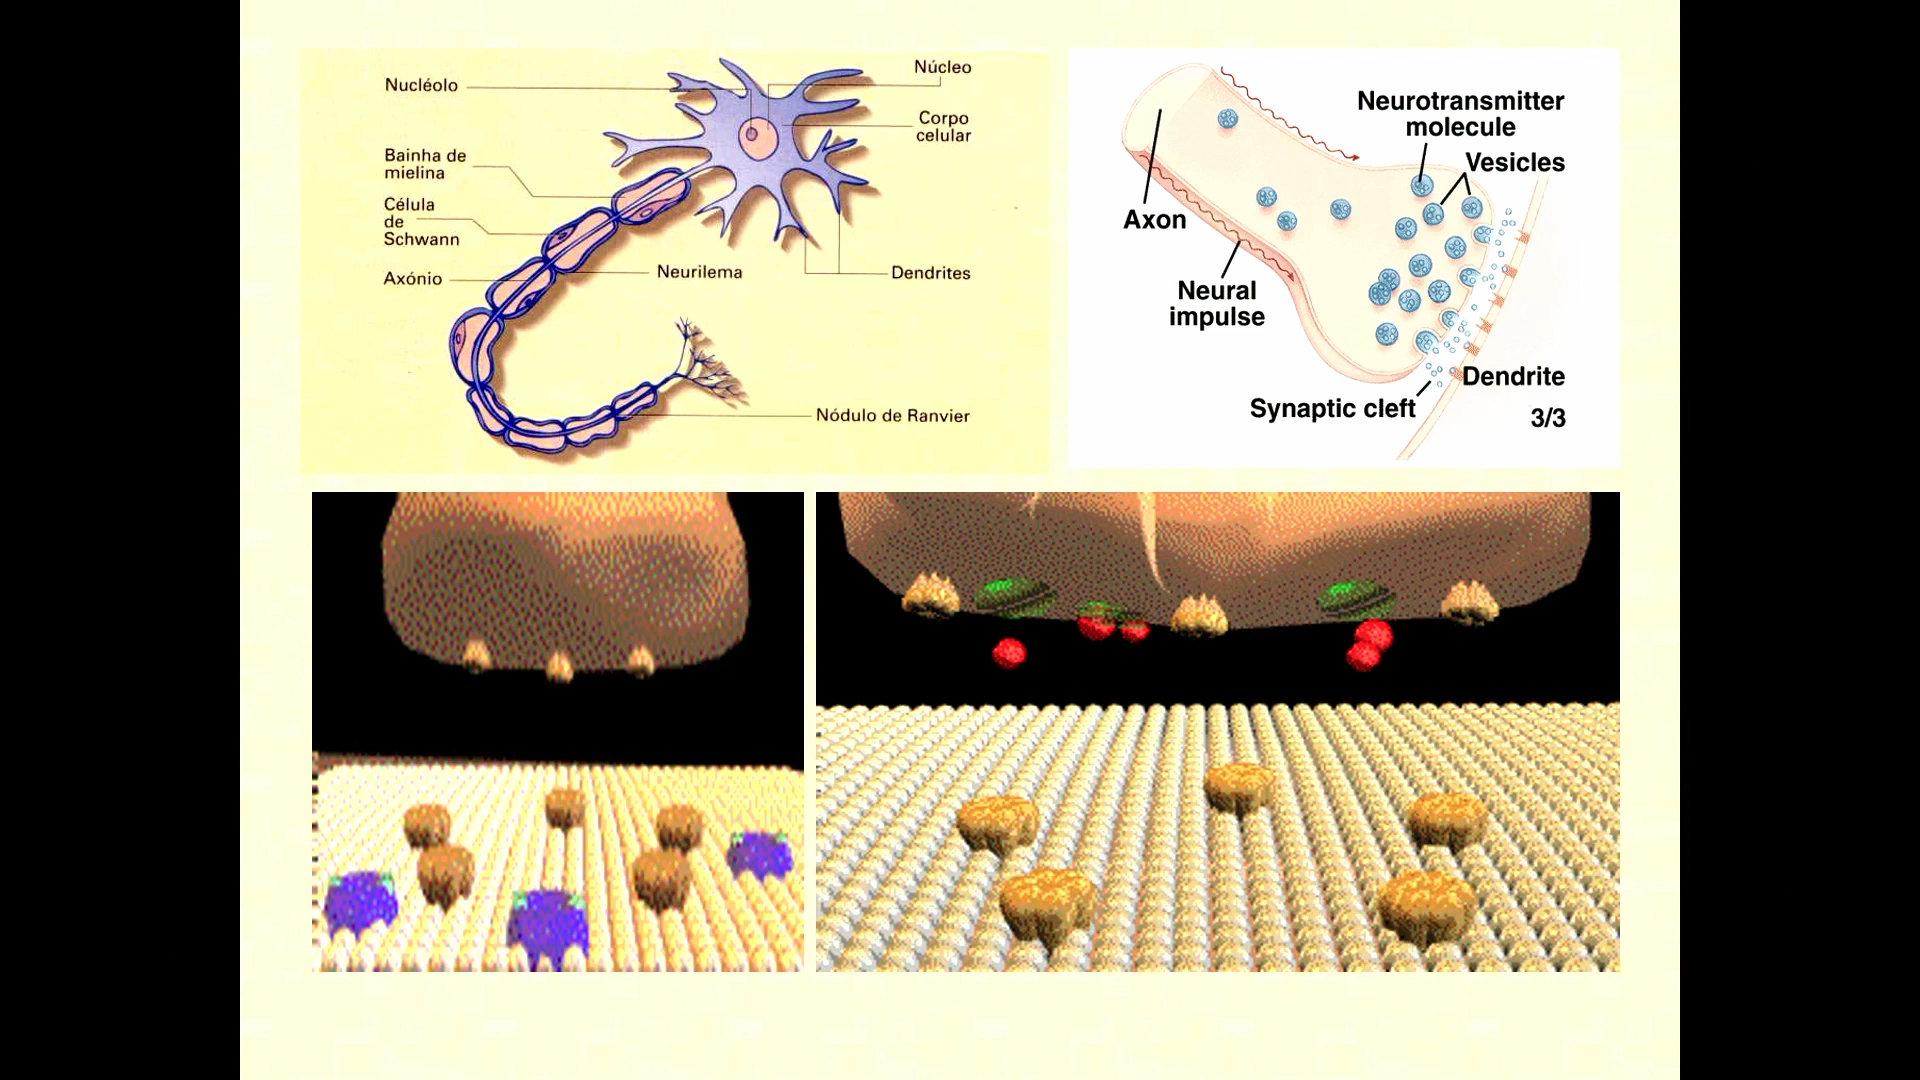 Nucléolo
Núcleo
Corpo
celular
Bainha de
mielina
Célula
de
Schwann
Axónio
Neurilema
Dendrites
Nódulo de Ranvier
Neurotransmitter
molecule
Vesicles
Axon
Neural
impulse
Dendrite
Synaptic cleft
3/3